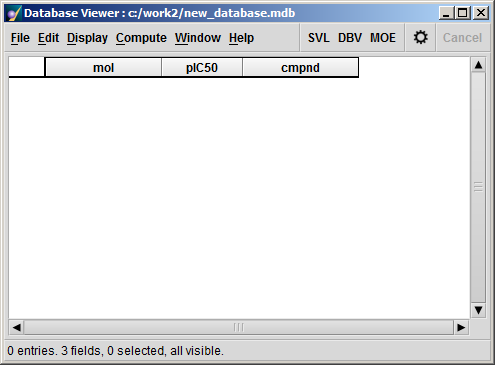 Database Viewer : c:/work2/new_database.mdb
File Edit Display Compute Window Help SVL DBV MOE Cancel
mol pIC50 cmpnd
0 entries. 3 fields, 0 selected, all visible.